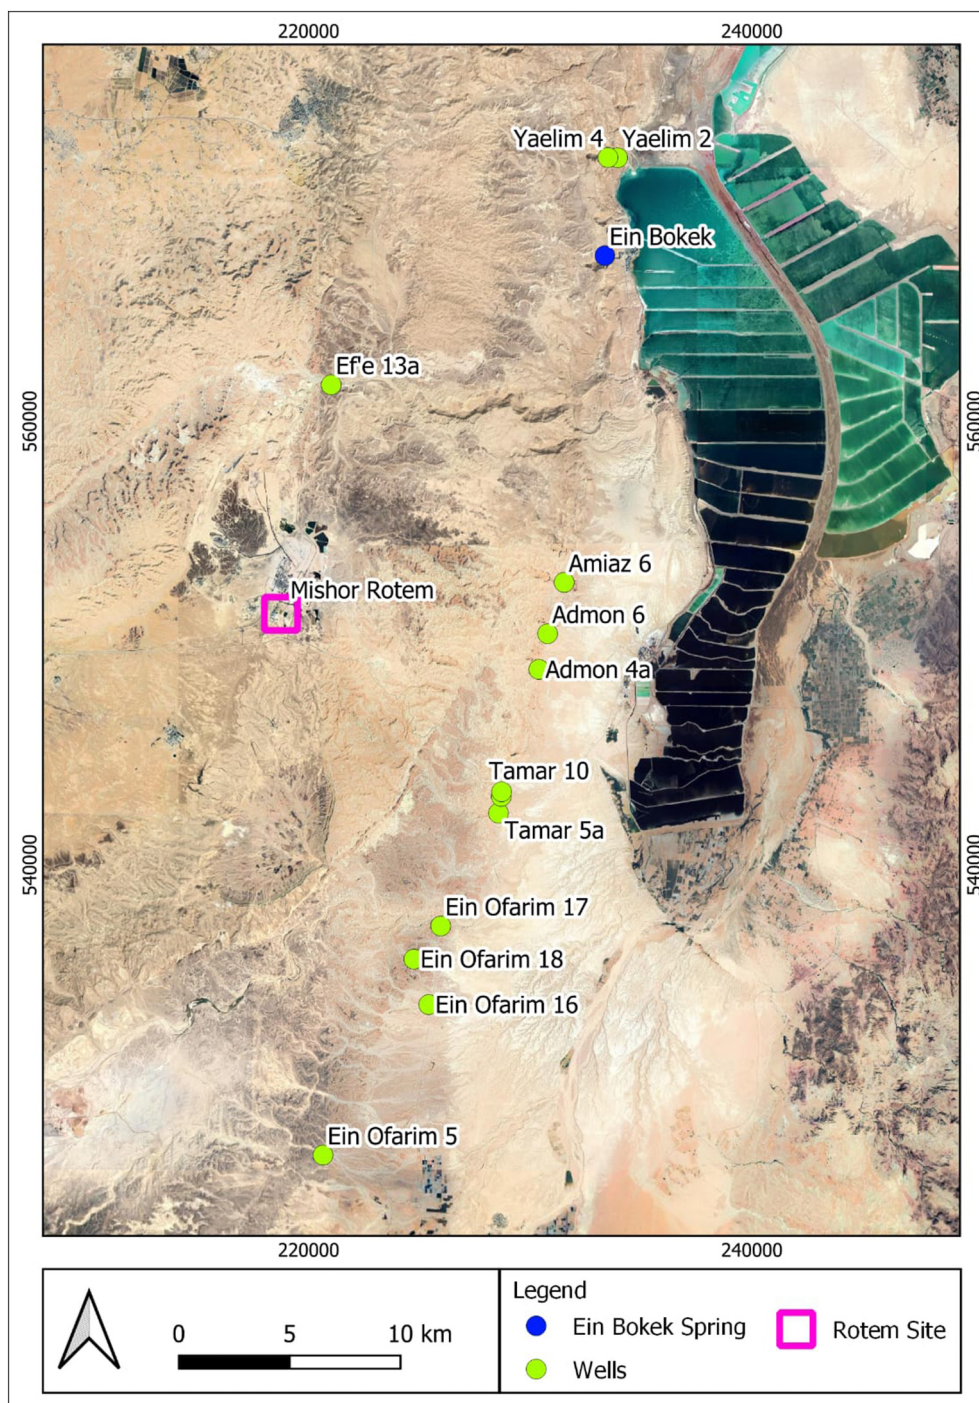 220000 240000
Yaelim 4 Yaelim 2
Ein Bokek
Ef'e 13a
560000 560000
Amiaz 6
Mishor Rotem
Admon 6
Admon 4a
Tamar 10
Tamar 5a
540000 540000
Ein Ofarim 17
Ein Ofarim 18
Ein Ofarim 16
Ein Ofarim 5
220000 240000
0 5 10 km
Legend
Ein Bokek Spring
Rotem Site
Wells